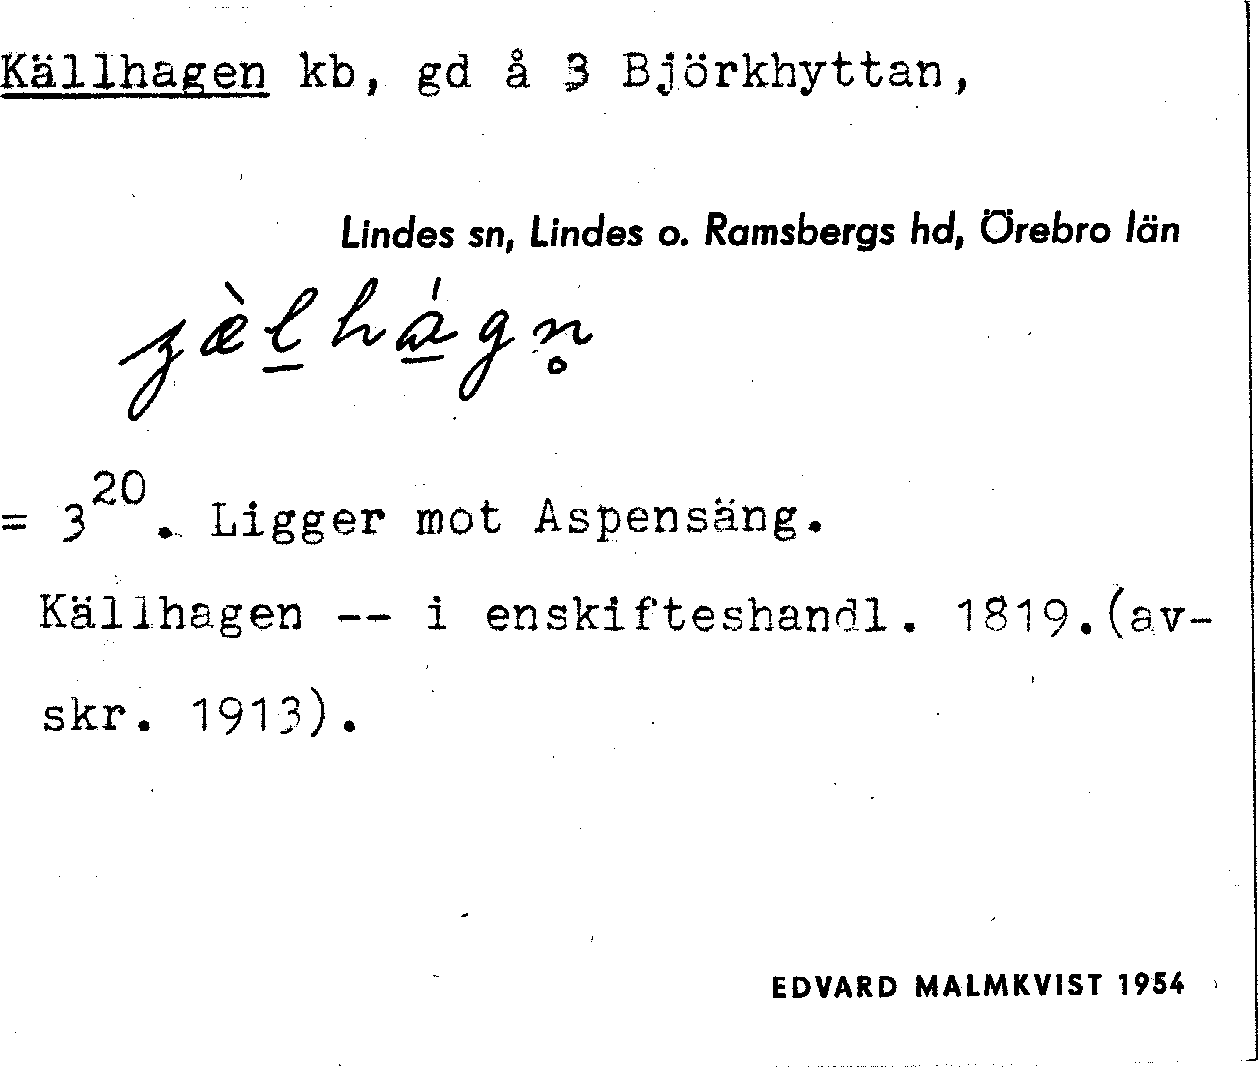 Källhagen kb, gd å 3 Björkhyttan,
Lindes sn, Lindes o. Ramsbergs hd, Örebro län
= 3²⁰. Ligger mot Aspensäng.
Källhagen -- i enskifteshandl. 1819.(av-
skr. 1913).
EDVARD MALMKVIST 1954